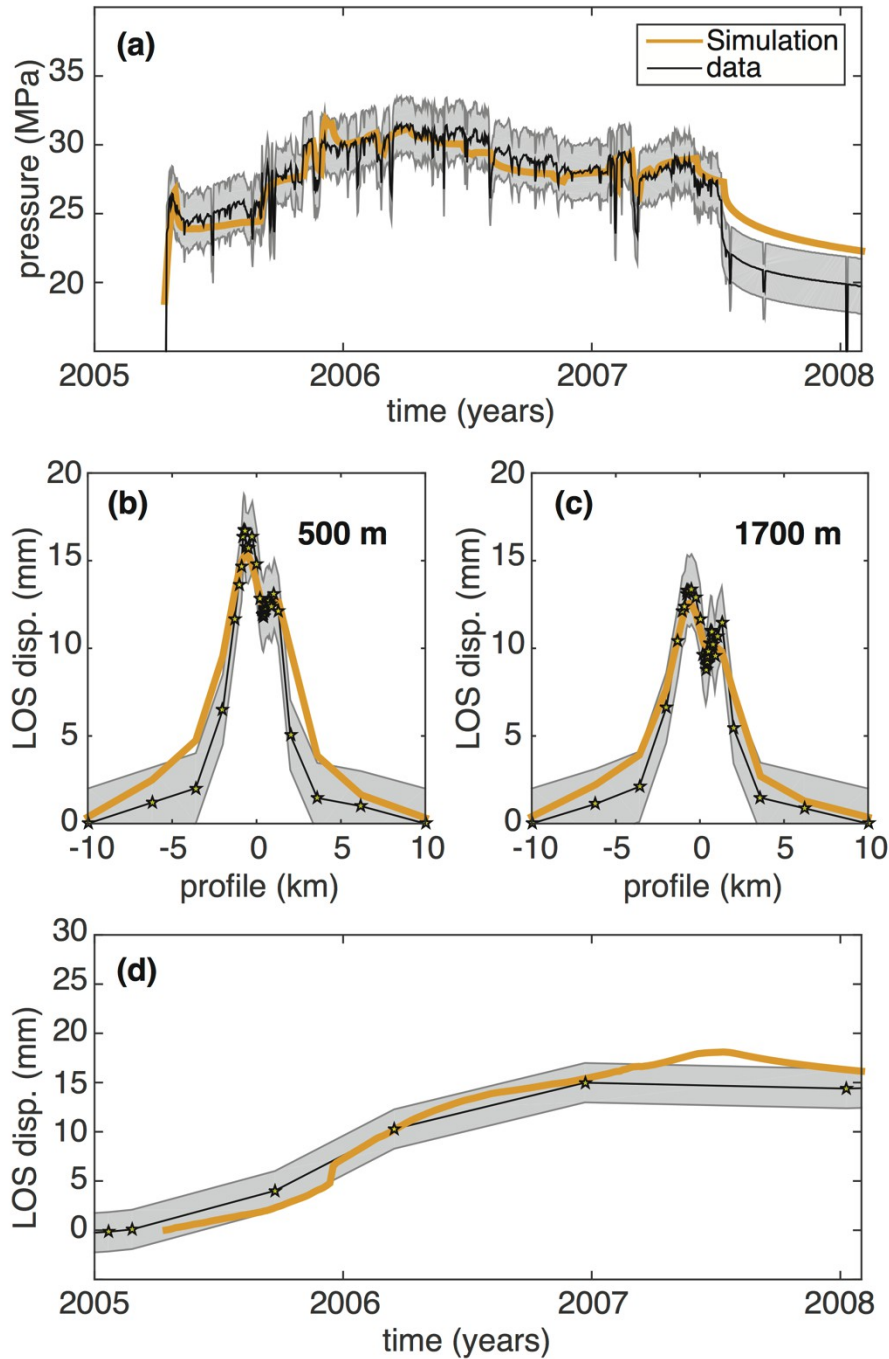 (a)
Simulation
data
pressure (MPa)
35
30
25
20
2005 2006 2007 2008
time (years)
(b)
500 m
LOS disp. (mm)
20
15
10
5
0
-10 -5 0 5 10
profile (km)
(c)
1700 m
LOS disp. (mm)
20
15
10
5
0
-10 -5 0 5 10
profile (km)
(d)
LOS disp. (mm)
30
25
20
15
10
5
0
2005 2006 2007 2008
time (years)